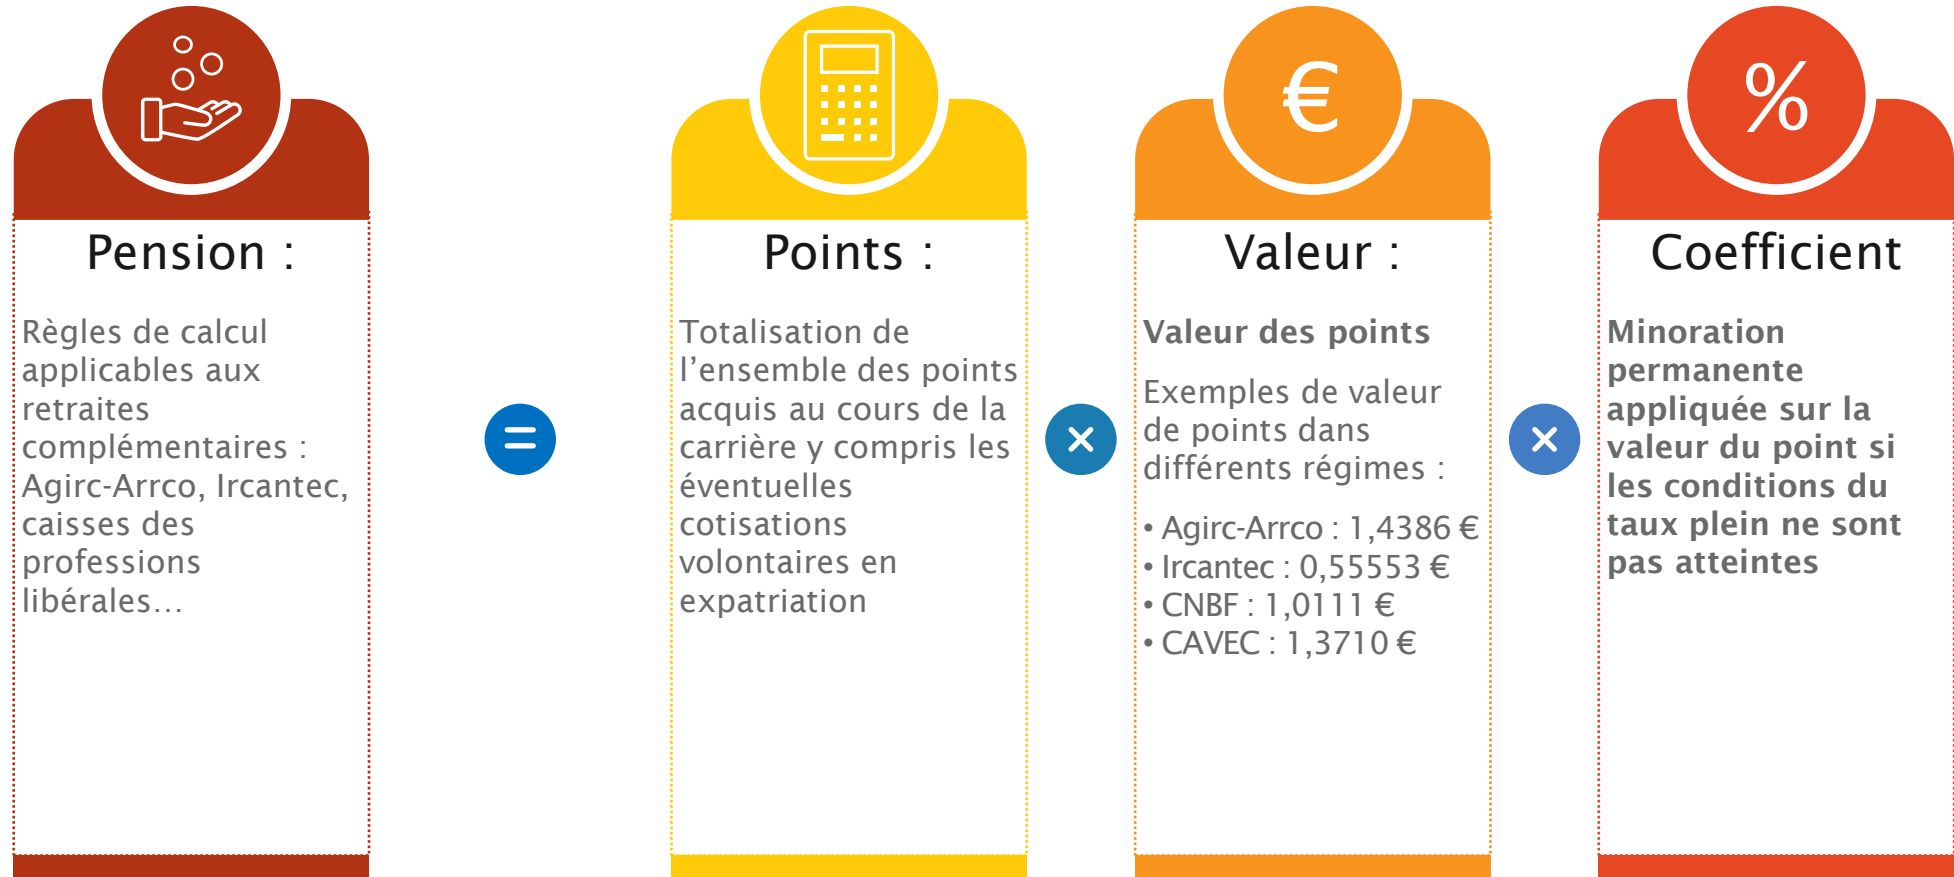 Pension :
Règles de calcul
applicables aux
retraites
complémentaires :
Agirc-Arrco, Ircantec,
caisses des
professions
libérales…
=
Points :
Totalisation de
l’ensemble des points
acquis au cours de la
carrière y compris les
éventuelles
cotisations
volontaires en
expatriation
×
€
Valeur :
Valeur des points
Exemples de valeur
de points dans
différents régimes :
• Agirc-Arrco : 1,4386 €
• Ircantec : 0,55553 €
• CNBF : 1,0111 €
• CAVEC : 1,3710 €
×
%
Coefficient
Minoration
permanente
appliquée sur la
valeur du point si
les conditions du
taux plein ne sont
pas atteintes